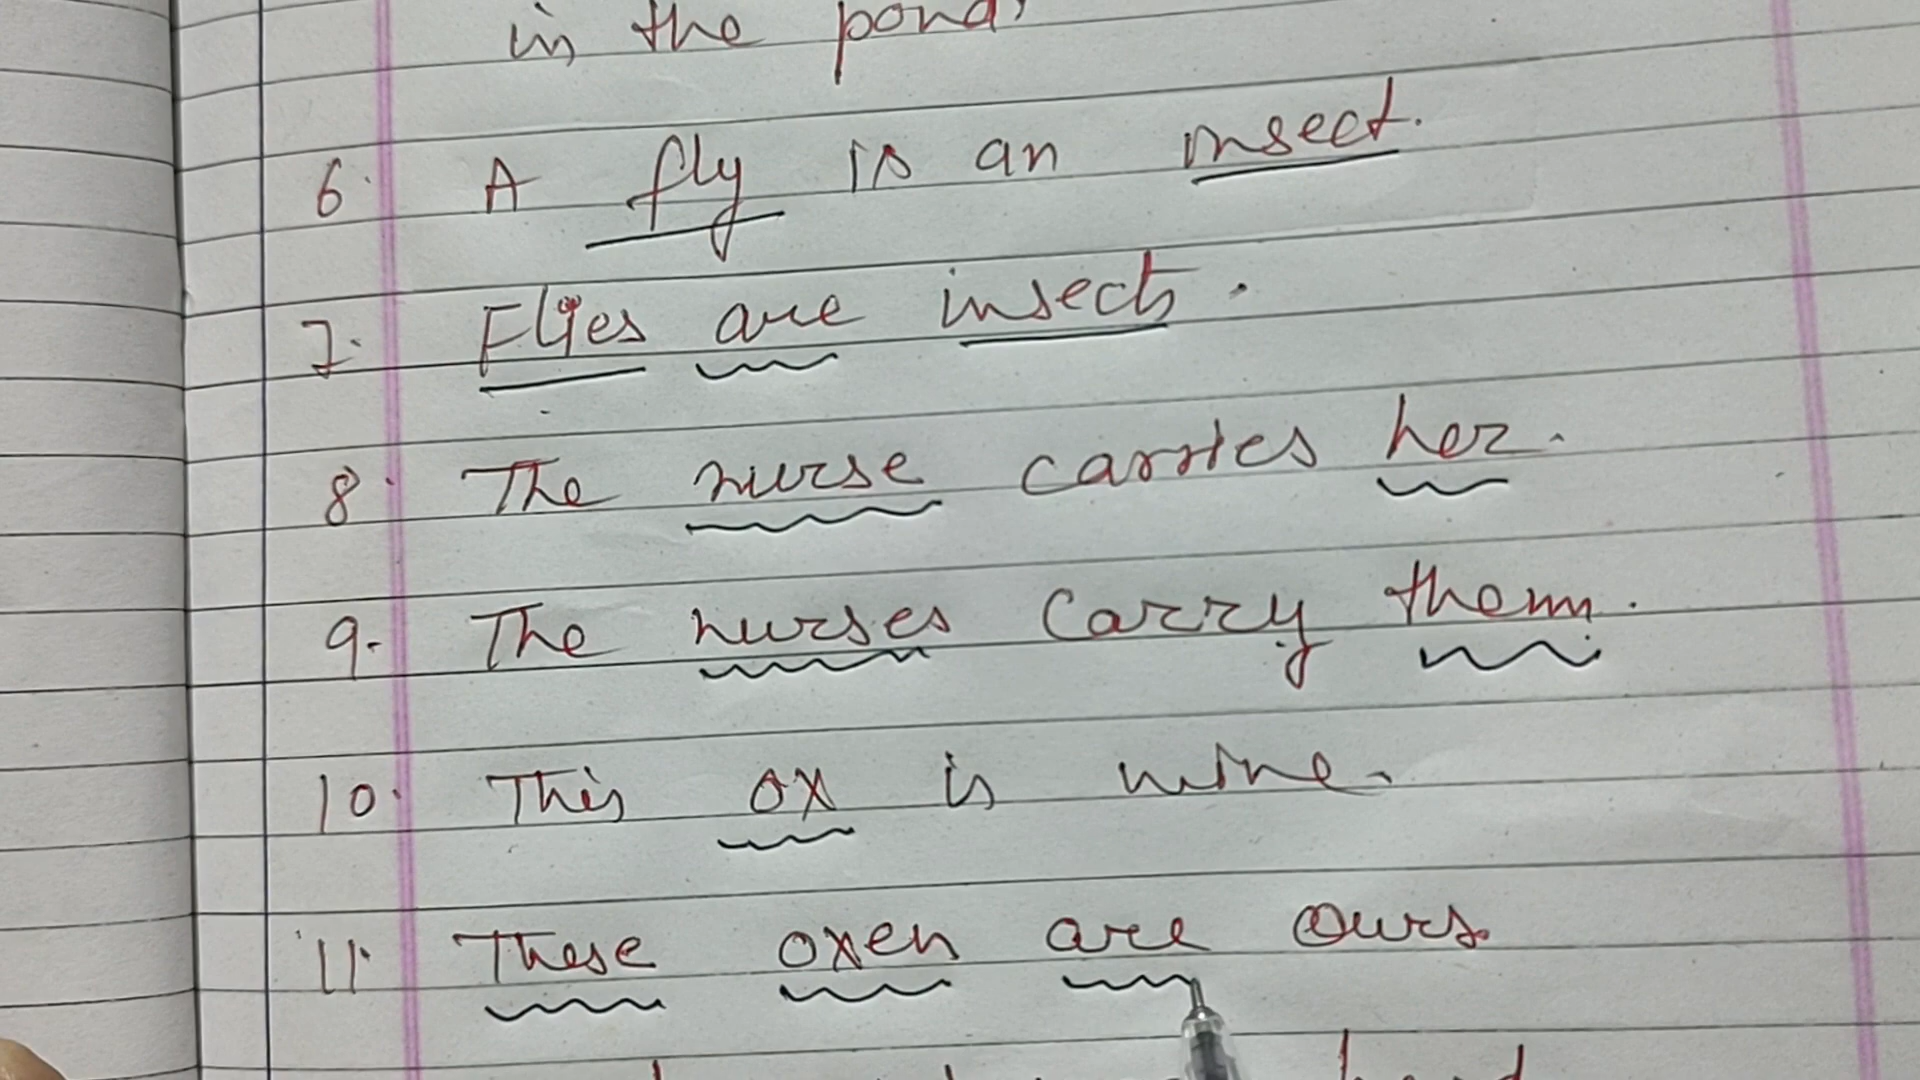 in the pond.
6. A fly is an insect.
7. Flies are insects.
8. The nurse carries her.
9. The nurses carry them.
10. This ox is mine.
11. These oxen are ours.